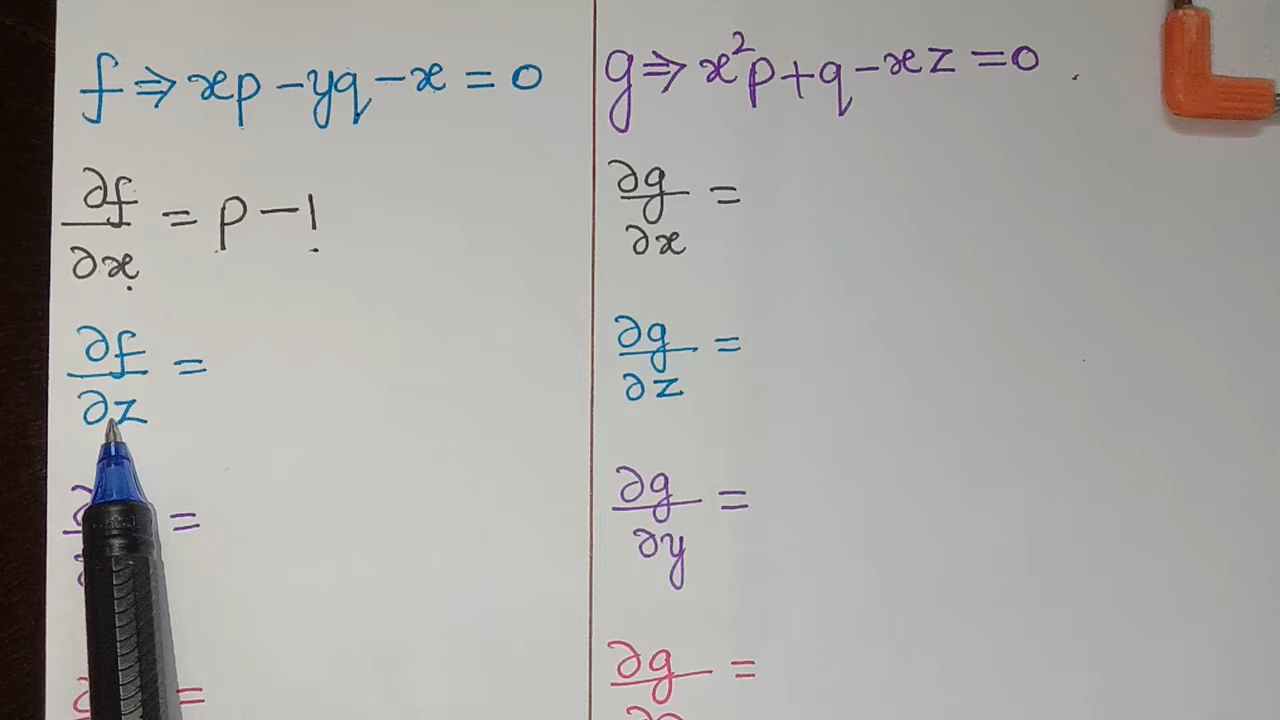 f ⇒ xp - yq - x = 0
∂f/∂x = p - 1
∂f/∂z =
=
=
g ⇒ x²p + q - xz = 0
∂g/∂x =
∂g/∂z =
∂g/∂y =
∂g =